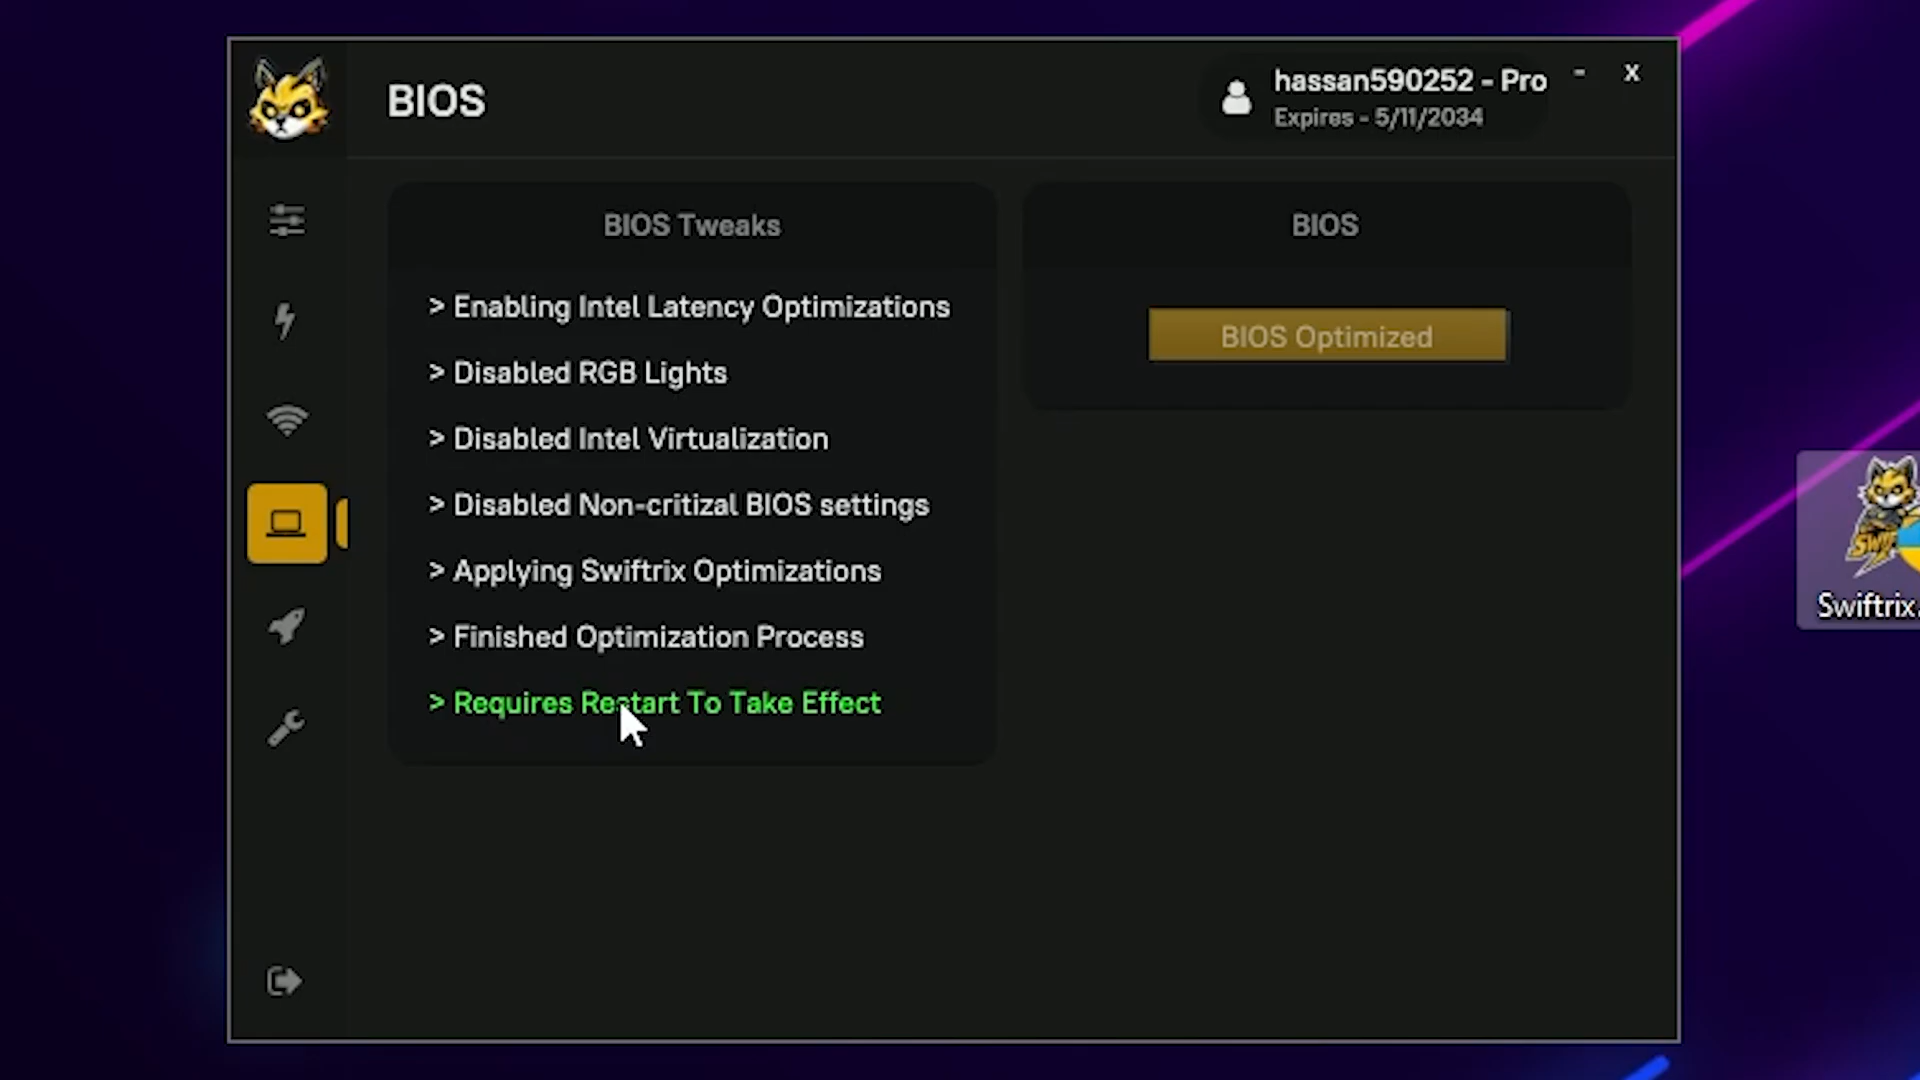 BIOS
hassan590252 - Pro
Expires - 5/11/2034
- X
BIOS Tweaks
> Enabling Intel Latency Optimizations
> Disabled RGB Lights
> Disabled Intel Virtualization
> Disabled Non-critizal BIOS settings
> Applying Swiftrix Optimizations
> Finished Optimization Process
> Requires Restart To Take Effect
BIOS
BIOS Optimized
Swiftrix